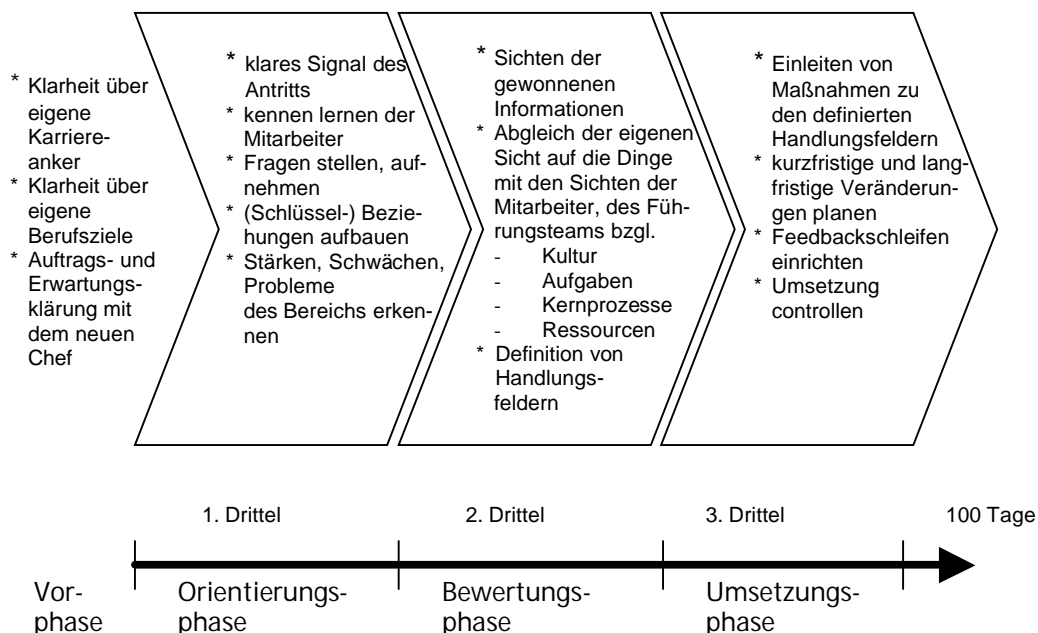 * Klarheit über
eigene
Karriere-
anker
* Klarheit über
eigene
Berufsziele
* Auftrags- und
Erwartungs-
klärung mit
dem neuen
Chef
* klares Signal des
Antritts
* kennen lernen der
Mitarbeiter
* Fragen stellen, auf-
nehmen
* (Schlüssel-) Bezie-
hungen aufbauen
* Stärken, Schwächen,
Probleme
des Bereichs erken-
nen
* Sichten der
gewonnenen
Informationen
* Abgleich der eigenen
Sicht auf die Dinge
mit den Sichten der
Mitarbeiter, des Füh-
rungsteams bzgl.
- Kultur
- Aufgaben
- Kernprozesse
- Ressourcen
* Definition von
Handlungs-
feldern
* Einleiten von
Maßnahmen zu
den definierten
Handlungsfeldern
* kurzfristige und lang-
fristige Veränderun-
gen planen
* Feedbackschleifen
einrichten
* Umsetzung
controllen
1. Drittel
2. Drittel
3. Drittel
100 Tage
Vor-
phase
Orientierungs-
phase
Bewertungs-
phase
Umsetzungs-
phase